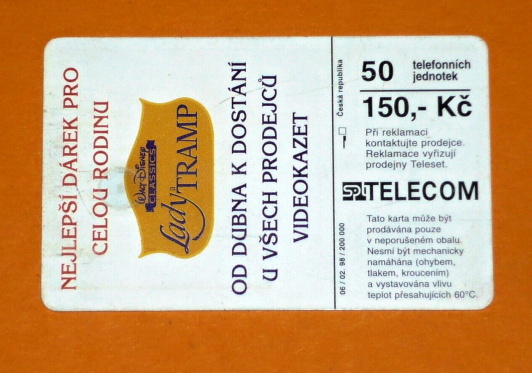 NEJLEPŠÍ DÁREK PRO
CELOU RODINU
WALT DISNEY
CLASSICS
Lady and
TRAMP
OD DUBNA K DOSTÁNÍ
U VŠECH PRODEJCŮ
VIDEOKAZET
Česká republika
06 / 02. 98 / 200 000
50 telefonních
jednotek
150,- Kč
Při reklamaci
kontaktujte prodejce.
Reklamace vyřizují
prodejny Teleset.
SPT TELECOM
Tato karta může být
prodávána pouze
v neporušeném obalu.
Nesmí být mechanicky
namáhána (ohybem,
tlakem, kroucením)
a vystavována vlivu
teplot přesahujících 60°C.